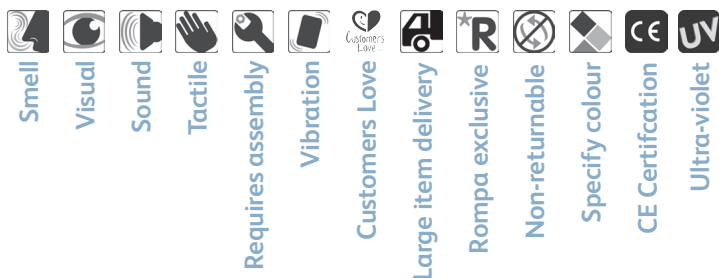 Customers
Love
*R
CE
UV
Smell
Visual
Sound
Tactile
Requires assembly
Vibration
Customers Love
Large item delivery
Rompa exclusive
Non-returnable
Specify colour
CE Certifcation
Ultra-violet